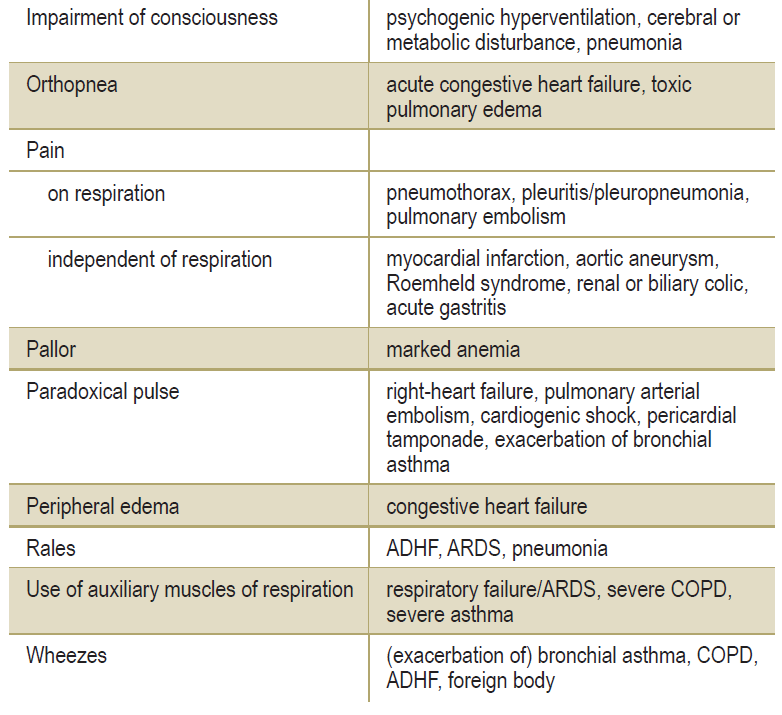 Impairment of consciousness
psychogenic hyperventilation, cerebral or
metabolic disturbance, pneumonia
Orthopnea
acute congestive heart failure, toxic
pulmonary edema
Pain
on respiration
pneumothorax, pleuritis/pleuropneumonia,
pulmonary embolism
independent of respiration
myocardial infarction, aortic aneurysm,
Roemheld syndrome, renal or biliary colic,
acute gastritis
Pallor
marked anemia
Paradoxical pulse
right-heart failure, pulmonary arterial
embolism, cardiogenic shock, pericardial
tamponade, exacerbation of bronchial
asthma
Peripheral edema
congestive heart failure
Rales
ADHF, ARDS, pneumonia
Use of auxiliary muscles of respiration
respiratory failure/ARDS, severe COPD,
severe asthma
Wheezes
(exacerbation of) bronchial asthma, COPD,
ADHF, foreign body